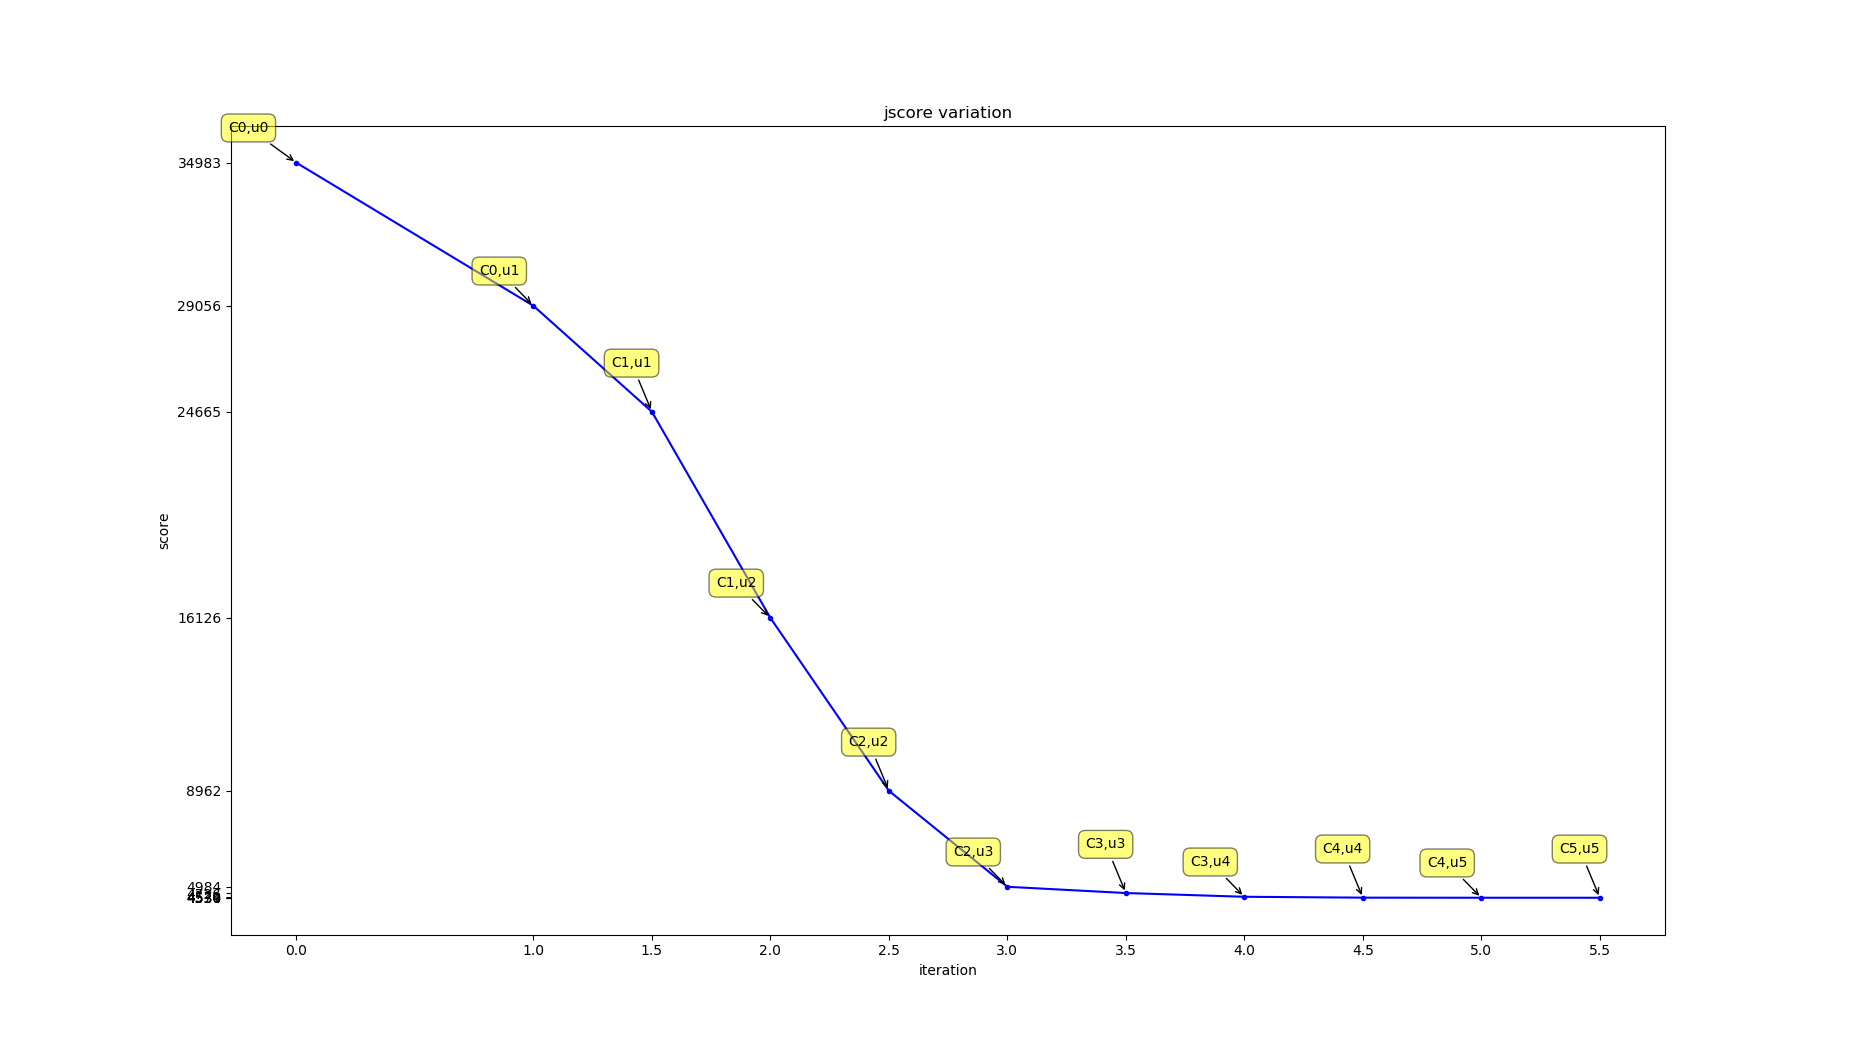 jscore variation
C0,u0
34983
C0,u1
29056
C1,u1
24665
score
C1,u2
16126
C2,u2
8962
C2,u3
C3,u3
C3,u4
C4,u4
C4,u5
C5,u5
4984
0.0 1.0 1.5 2.0 2.5 3.0 3.5 4.0 4.5 5.0 5.5
iteration